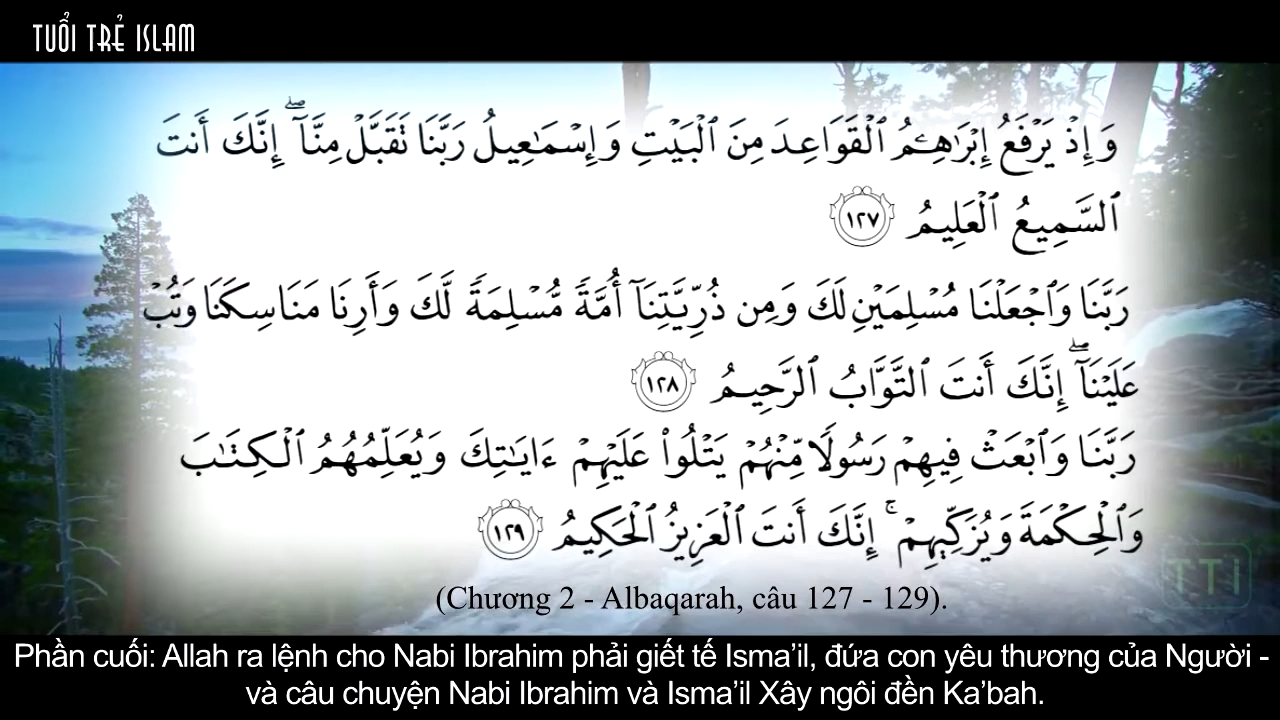 TUỔI TRẺ ISLAM
وَإِذْ يَرْفَعُ إِبْرَٰهِـۧمُ ٱلْقَوَاعِدَ مِنَ ٱلْبَيْتِ وَإِسْمَـٰعِيلُ رَبَّنَا تَقَبَّلْ مِنَّآ ۖ إِنَّكَ أَنتَ
ٱلسَّمِيعُ ٱلْعَلِيمُ ١٢٧
رَبَّنَا وَٱجْعَلْنَا مُسْلِمَيْنِ لَكَ وَمِن ذُرِّيَّتِنَآ أُمَّةً مُّسْلِمَةً لَّكَ وَأَرِنَا مَنَاسِكَنَا وَتُبْ
عَلَيْنَآ ۖ إِنَّكَ أَنتَ ٱلتَّوَّابُ ٱلرَّحِيمُ ١٢٨
رَبَّنَا وَٱبْعَثْ فِيهِمْ رَسُولًا مِّنْهُمْ يَتْلُوا۟ عَلَيْهِمْ ءَايَـٰتِكَ وَيُعَلِّمُهُمُ ٱلْكِتَـٰبَ
وَٱلْحِكْمَةَ وَيُزَكِّيهِمْ ۚ إِنَّكَ أَنتَ ٱلْعَزِيزُ ٱلْحَكِيمُ ١٢٩
TTI
(Chương 2 - Albaqarah, câu 127 - 129).
Phần cuối: Allah ra lệnh cho Nabi Ibrahim phải giết tế Isma’il, đứa con yêu thương của Người -
và câu chuyện Nabi Ibrahim và Isma’il Xây ngôi đền Ka’bah.